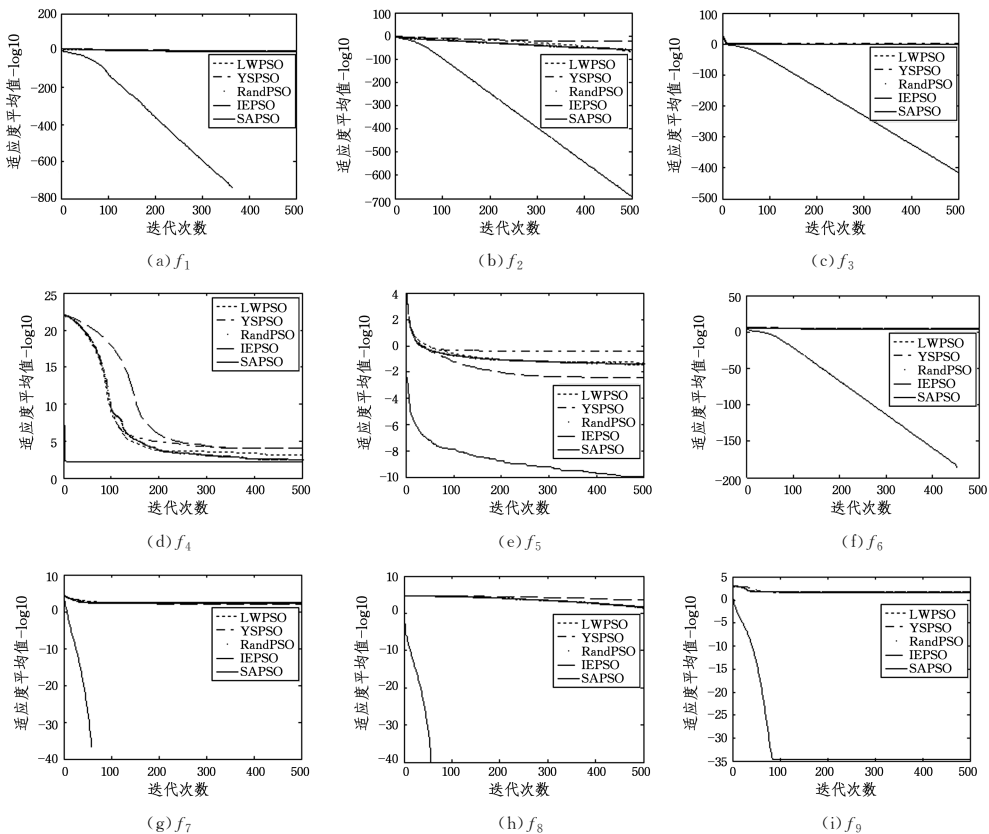 适应度平均值-log10
200
0
-200
-400
-600
-800
0
100
200
300
400
500
迭代次数
LWPSO
YSPSO
RandPSO
IEPSO
SAPSO
(a) f1
适应度平均值-log10
100
0
-100
-200
-300
-400
-500
-600
-700
0
100
200
300
400
500
迭代次数
LWPSO
YSPSO
RandPSO
IEPSO
SAPSO
(b) f2
适应度平均值-log10
100
0
-100
-200
-300
-400
-500
0
100
200
300
400
500
迭代次数
LWPSO
YSPSO
RandPSO
IEPSO
SAPSO
(c) f3
适应度平均值-log10
25
20
15
10
5
0
0
100
200
300
400
500
迭代次数
LWPSO
YSPSO
RandPSO
IEPSO
SAPSO
(d) f4
适应度平均值-log10
4
2
0
-2
-4
-6
-8
-10
0
100
200
300
400
500
迭代次数
LWPSO
YSPSO
RandPSO
IEPSO
SAPSO
(e) f5
适应度平均值-log10
50
0
-50
-100
-150
-200
0
100
200
300
400
500
迭代次数
LWPSO
YSPSO
RandPSO
IEPSO
SAPSO
(f) f6
适应度平均值-log10
10
0
-10
-20
-30
-40
0
100
200
300
400
500
迭代次数
LWPSO
YSPSO
RandPSO
IEPSO
SAPSO
(g) f7
适应度平均值-log10
10
0
-10
-20
-30
-40
0
100
200
300
400
500
迭代次数
LWPSO
YSPSO
RandPSO
IEPSO
SAPSO
(h) f8
适应度平均值-log10
5
0
-5
-10
-15
-20
-25
-30
-35
0
100
200
300
400
500
迭代次数
LWPSO
YSPSO
RandPSO
IEPSO
SAPSO
(i) f9